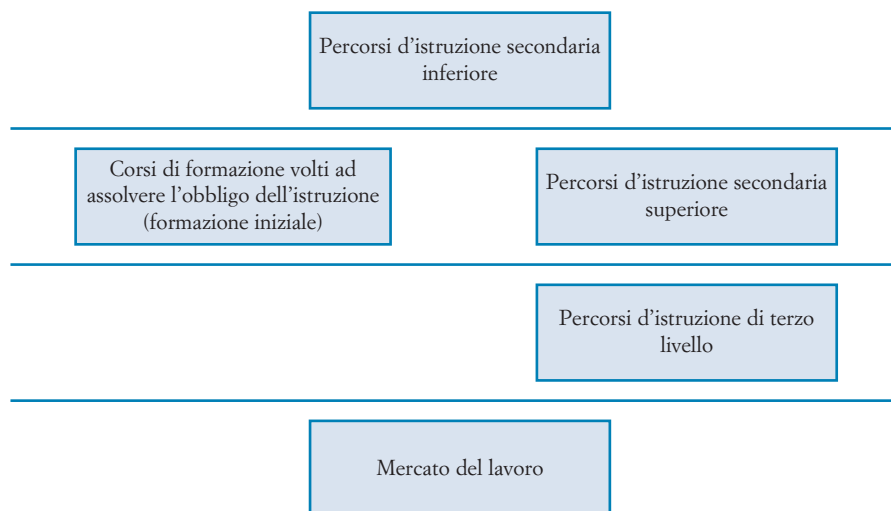 Percorsi d'istruzione secondaria
inferiore
Corsi di formazione volti ad
assolvere l'obbligo dell'istruzione
(formazione iniziale)
Percorsi d'istruzione secondaria
superiore
Percorsi d'istruzione di terzo
livello
Mercato del lavoro